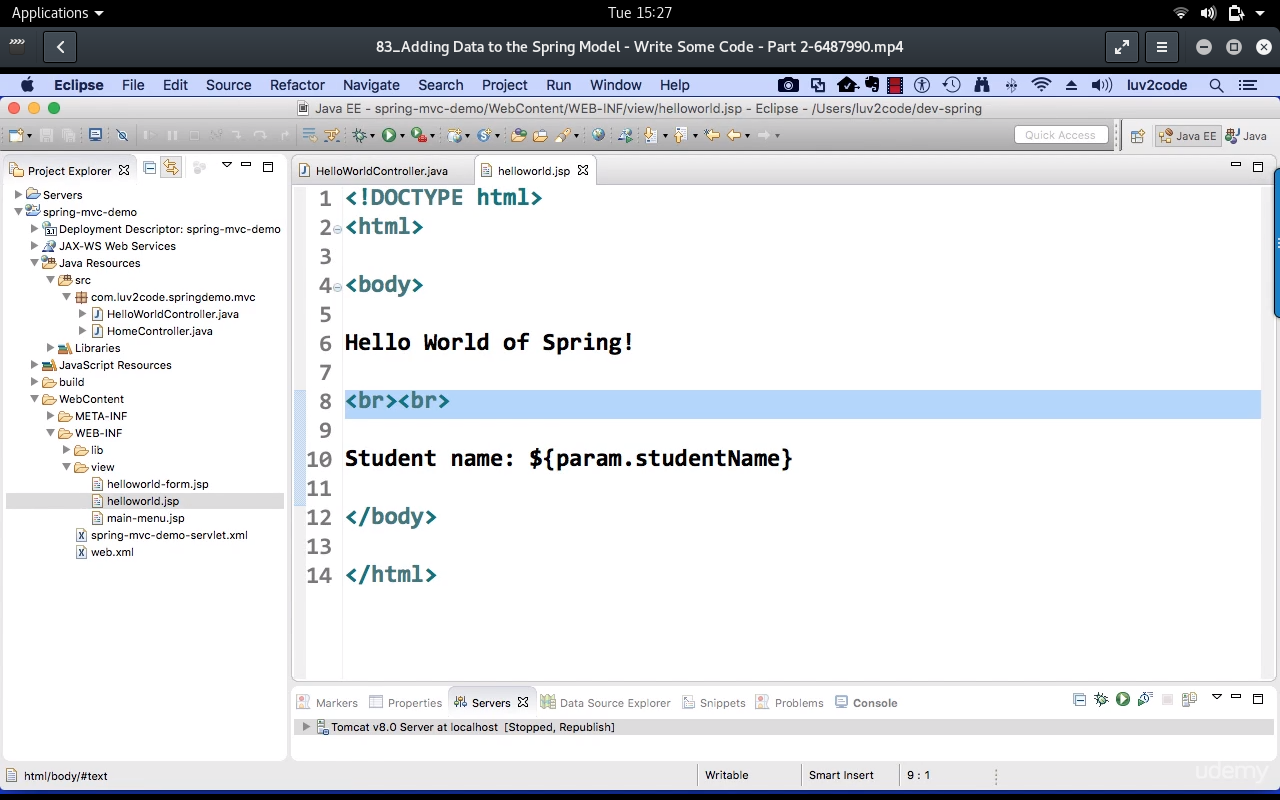 Applications
Tue 15:27
83_Adding Data to the Spring Model - Write Some Code - Part 2-6487990.mp4
Eclipse File Edit Source Refactor Navigate Search Project Run Window Help luv2code
Java EE - spring-mvc-demo/WebContent/WEB-INF/view/helloworld.jsp - Eclipse - /Users/luv2code/dev-spring
Quick Access Java EE Java
Project Explorer
Servers
spring-mvc-demo
Deployment Descriptor: spring-mvc-demo
JAX-WS Web Services
Java Resources
src
com.luv2code.springdemo.mvc
HelloWorldController.java
HomeController.java
Libraries
JavaScript Resources
build
WebContent
META-INF
WEB-INF
lib
view
helloworld-form.jsp
helloworld.jsp
main-menu.jsp
spring-mvc-demo-servlet.xml
web.xml
HelloWorldController.java helloworld.jsp
1 <!DOCTYPE html>
2 <html>
3
4 <body>
5
6 Hello World of Spring!
7
8 <br><br>
9
10 Student name: ${param.studentName}
11
12 </body>
13
14 </html>
Markers Properties Servers Data Source Explorer Snippets Problems Console
Tomcat v8.0 Server at localhost [Stopped, Republish]
html/body/#text Writable Smart Insert 9 : 1
udemy